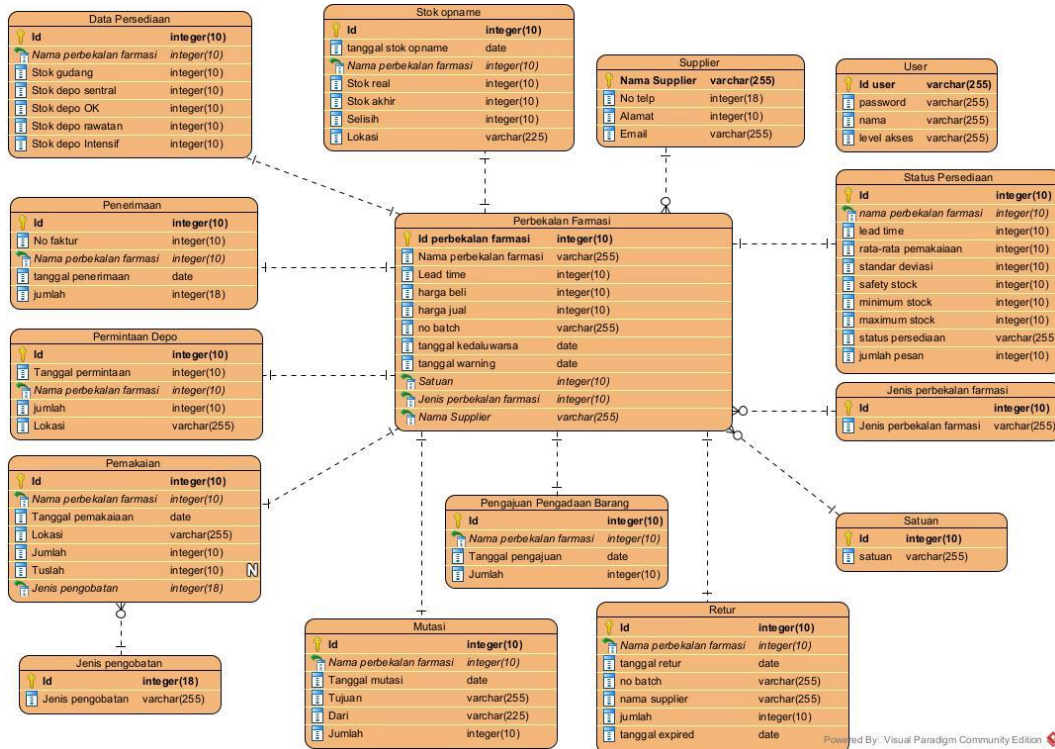 Data Persediaan
Id integer(10)
Nama perbekalan farmasi integer(10)
Stok gudang integer(10)
Stok depo sentral integer(10)
Stok depo OK integer(10)
Stok depo rawatan integer(10)
Stok depo Intensif integer(10)
Stok opname
Id integer(10)
tanggal stok opname date
Nama perbekalan farmasi integer(10)
Stok real integer(10)
Stok akhir integer(10)
Selisih integer(10)
Lokasi varchar(225)
Supplier
Nama Supplier varchar(255)
No telp integer(18)
Alamat integer(10)
Email varchar(255)
User
Id user varchar(255)
password varchar(255)
nama varchar(255)
level akses varchar(255)
Penerimaan
Id integer(10)
No faktur integer(10)
Nama perbekalan farmasi integer(10)
tanggal penerimaan date
jumlah integer(18)
Perbekalan Farmasi
Id perbekalan farmasi integer(10)
Nama perbekalan farmasi varchar(255)
Lead time integer(10)
harga beli integer(10)
harga jual integer(10)
no batch varchar(255)
tanggal kedaluwarsa date
tanggal warning date
Satuan integer(10)
Jenis perbekalan farmasi integer(10)
Nama Supplier varchar(255)
Status Persediaan
Id integer(10)
nama perbekalan farmasi integer(10)
lead time integer(10)
rata-rata pemakaiaan integer(10)
standar deviasi integer(10)
safety stock integer(10)
minimum stock integer(10)
maximum stock integer(10)
status persediaan varchar(255
jumlah pesan integer(10)
Permintaan Depo
Id integer(10)
Tanggal permintaan integer(10)
Nama perbekalan farmasi integer(10)
jumlah integer(10)
Lokasi varchar(255)
Jenis perbekalan farmasi
Id integer(10)
Jenis perbekalan farmasi varchar(255)
Pemakaian
Id integer(10)
Nama perbekalan farmasi integer(10)
Tanggal pemakaiaan date
Lokasi varchar(255)
Jumlah integer(10)
Tuslah integer(10) N
Jenis pengobatan integer(18)
Pengajuan Pengadaan Barang
Id integer(10)
Nama perbekalan farmasi integer(10)
Tanggal pengajuan date
Jumlah integer(10)
Satuan
Id integer(10)
satuan varchar(255)
Jenis pengobatan
Id integer(18)
Jenis pengobatan varchar(255)
Mutasi
Id integer(10)
Nama perbekalan farmasi integer(10)
Tanggal mutasi date
Tujuan varchar(255)
Dari varchar(225)
Jumlah integer(10)
Retur
Id integer(10)
Nama perbekalan farmasi integer(10)
tanggal retur date
no batch varchar(255)
nama supplier varchar(255)
jumlah integer(10)
tanggal expired date
Powered By Visual Paradigm Community Edition